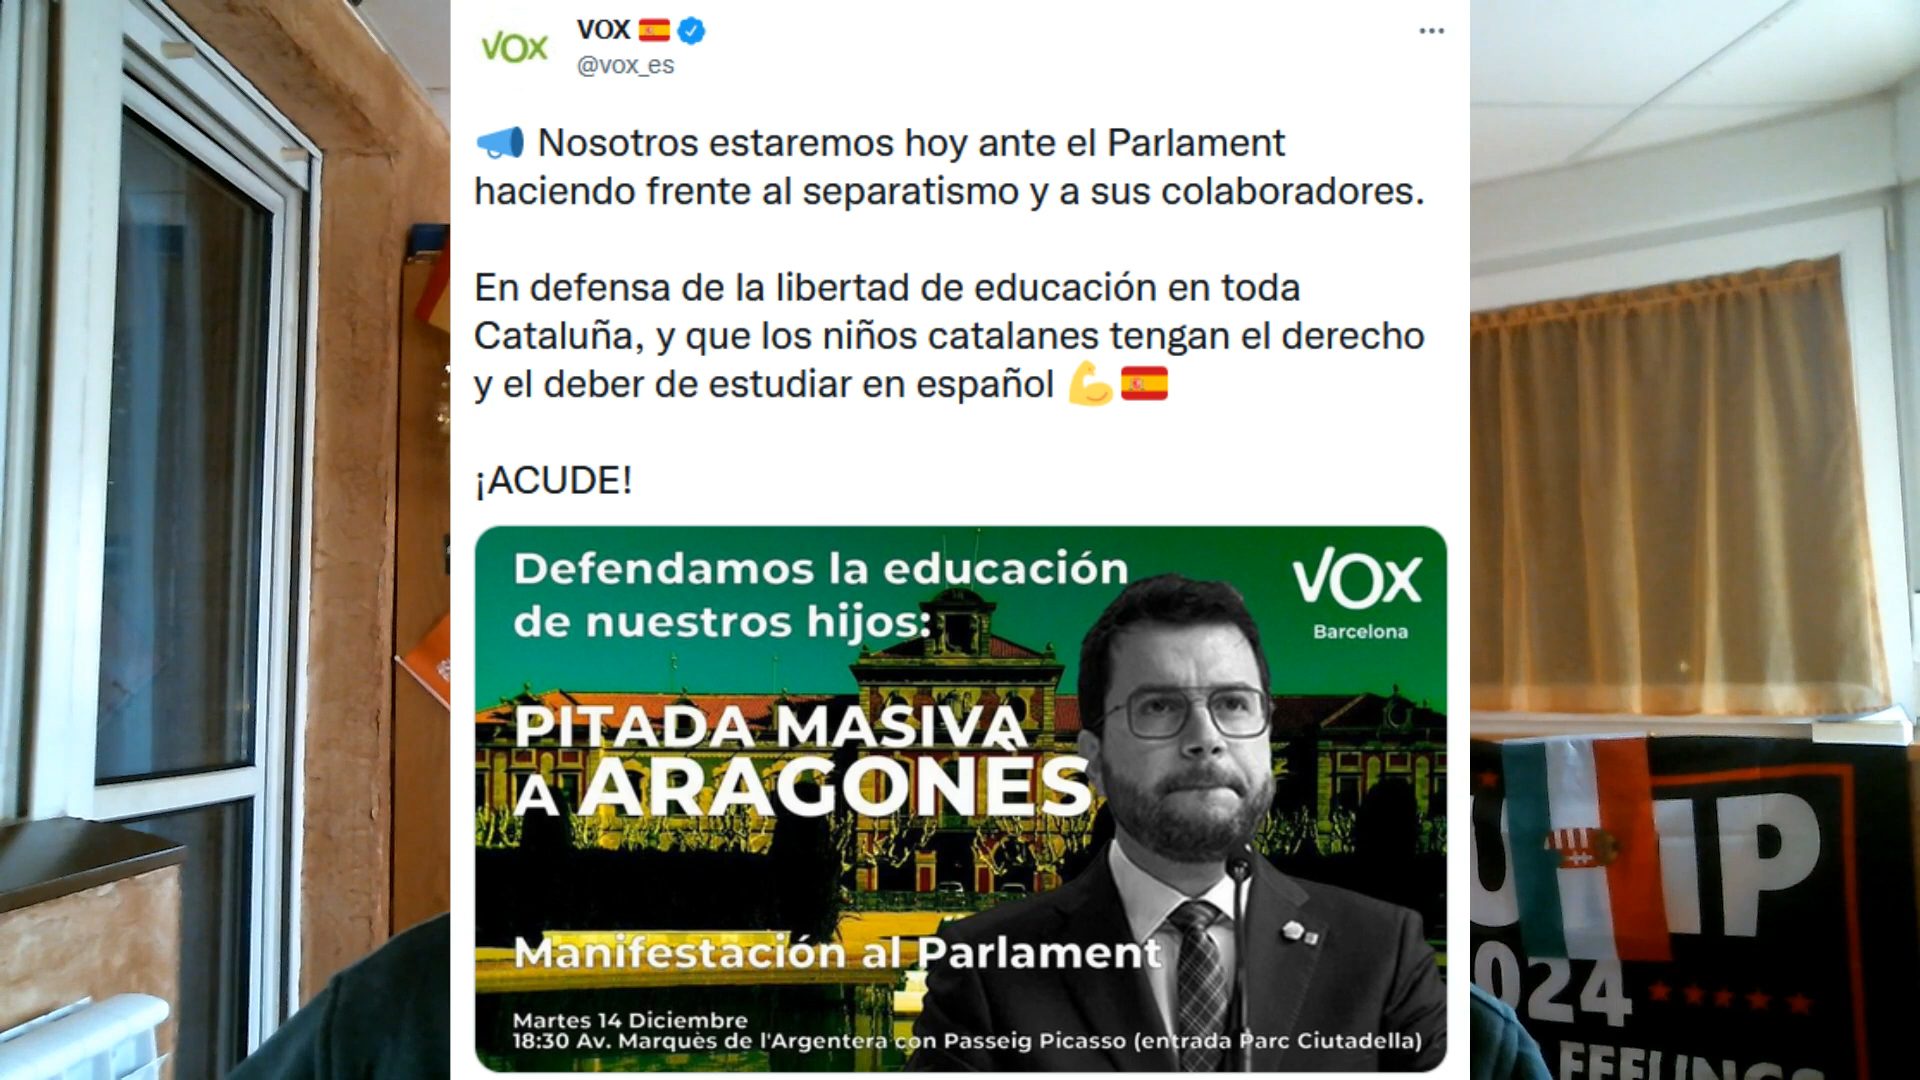 VOX
VOX
@vox_es
Nosotros estaremos hoy ante el Parlament
haciendo frente al separatismo y a sus colaboradores.
En defensa de la libertad de educación en toda
Cataluña, y que los niños catalanes tengan el derecho
y el deber de estudiar en español
¡ACUDE!
Defendamos la educación
de nuestros hijos:
VOX
Barcelona
PITADA MASIVA
A ARAGONÈS
Manifestación al Parlament
Martes 14 Diciembre
18:30 Av. Marquès de l'Argentera con Passeig Picasso (entrada Parc Ciutadella)
024
FEELINGS